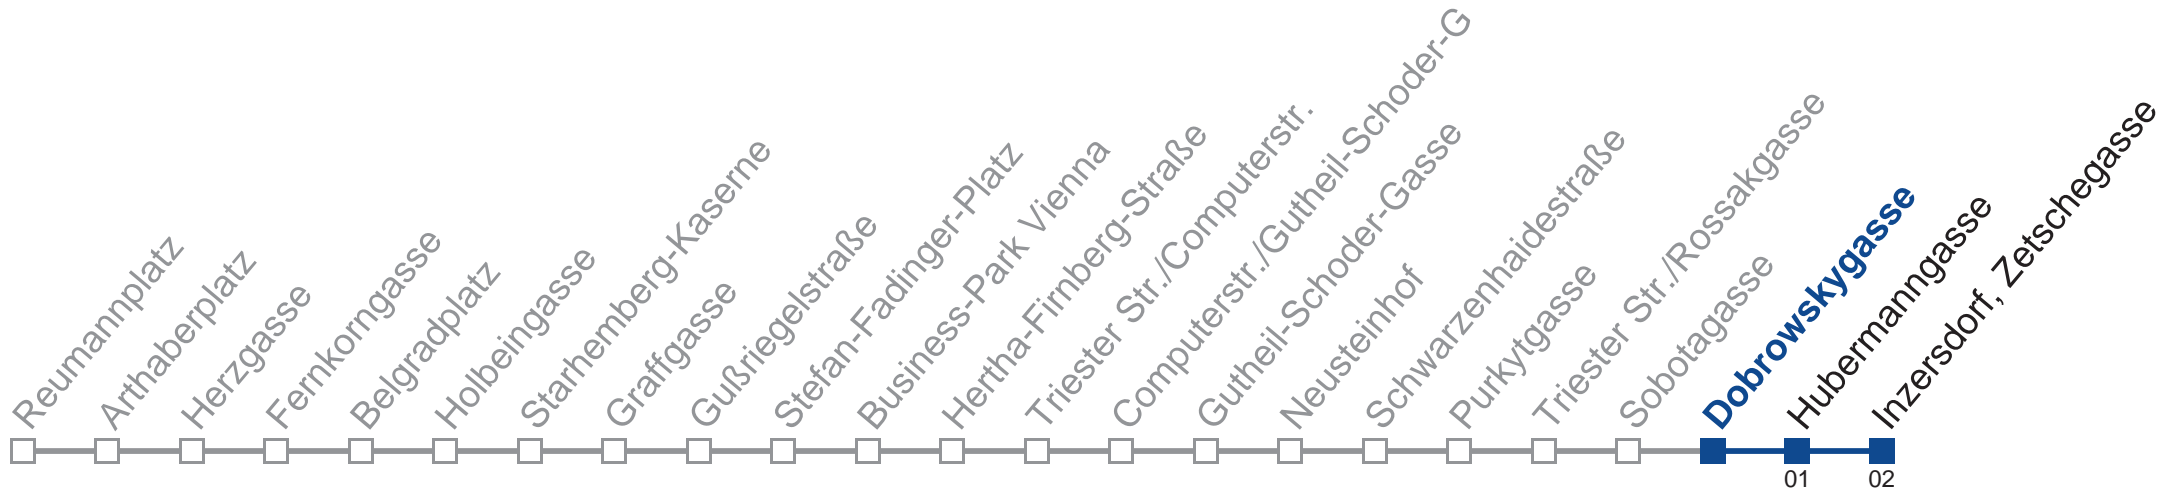 Reumannplatz
Arthaberplatz
Herzgasse
Fernkorngasse
Belgradplatz
Holbeingasse
Starhemberg-Kaserne
Graffgasse
Gußriegelstraße
Stefan-Fadinger-Platz
Business-Park Vienna
Hertha-Firnberg-Straße
Triester Str./Computerstr.
Computerstr./Gutheil-Schoder-G
Gutheil-Schoder-Gasse
Neusteinhof
Schwarzenhaidestraße
Purkytgasse
Triester Str./Rossakgasse
Sobotagasse
Dobrowskygasse
Hubermanngasse
Inzersdorf, Zetschegasse
01
02